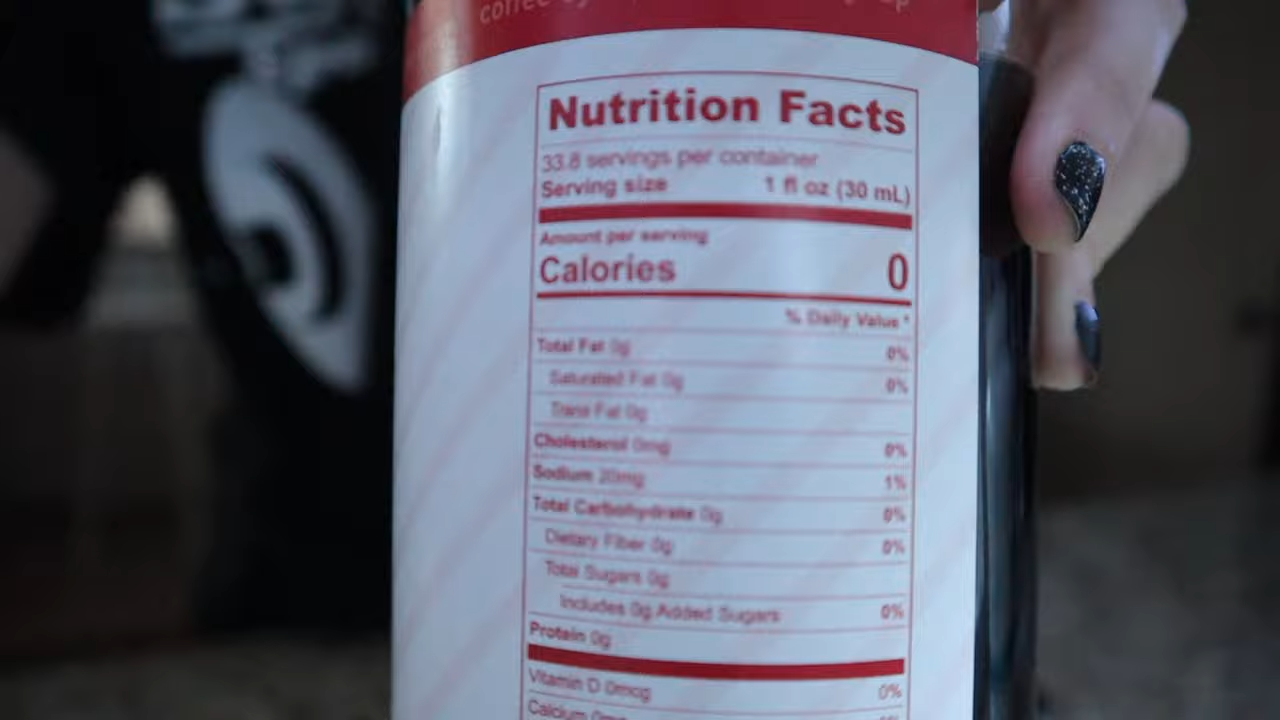 coffee
Nutrition Facts
33.8 servings per container
Serving size 1 fl oz (30 mL)
Amount per serving
Calories 0
% Daily Value *
Total Fat 0g 0%
Saturated Fat 0g 0%
Trans Fat 0g
Cholesterol 0mg 0%
Sodium 20mg 1%
Total Carbohydrate 0g 0%
Dietary Fiber 0g 0%
Total Sugars 0g
Includes 0g Added Sugars 0%
Protein 0g
Vitamin D 0mcg 0%
Calcium